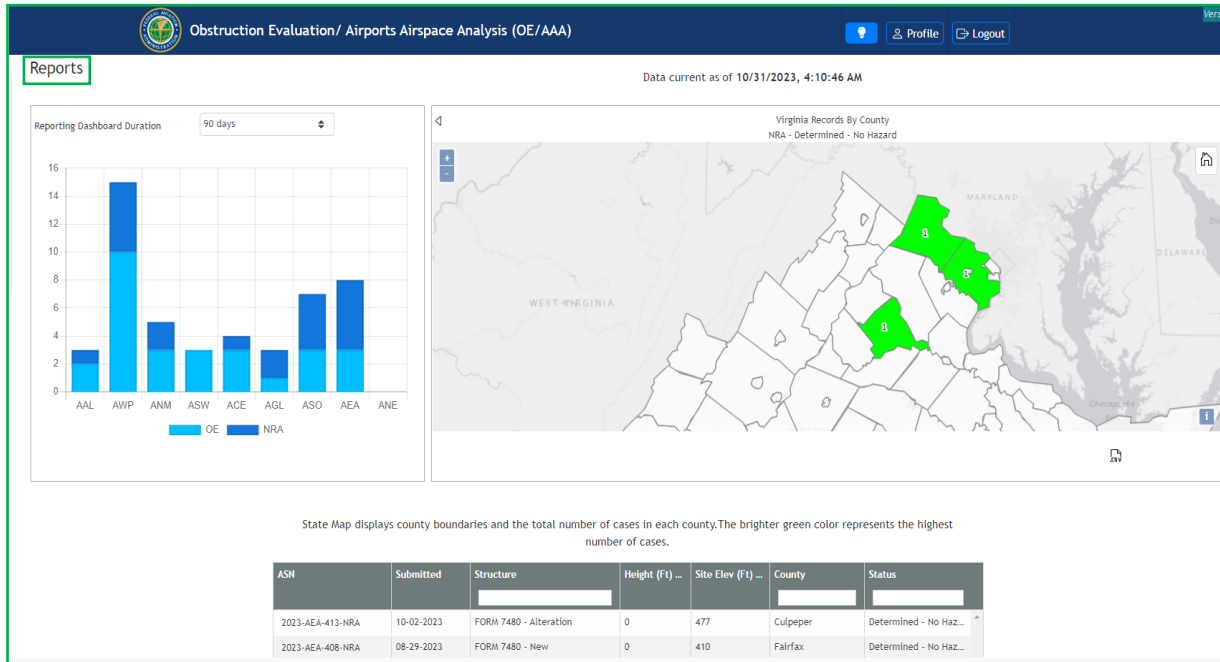 Vers
Obstruction Evaluation/ Airports Airspace Analysis (OE/AAA)
Profile
Logout
Reports
Data current as of 10/31/2023, 4:10:46 AM
Reporting Dashboard Duration
90 days
16
14
12
10
8
6
4
2
0
AAL AWP ANM ASW ACE AGL ASO AEA ANE
OE NRA
Virginia Records By County
NRA - Determined - No Hazard
+
-
MARYLAND
DELAWARE
WEST VIRGINIA
1
1
1
Chesapeake
i
.CSV
State Map displays county boundaries and the total number of cases in each county.The brighter green color represents the highest
number of cases.
ASN Submitted Structure Height (Ft) ... Site Elev (Ft) ... County Status
2023-AEA-413-NRA 10-02-2023 FORM 7480 - Alteration 0 477 Culpeper Determined - No Haz...
2023-AEA-408-NRA 08-29-2023 FORM 7480 - New 0 410 Fairfax Determined - No Haz...